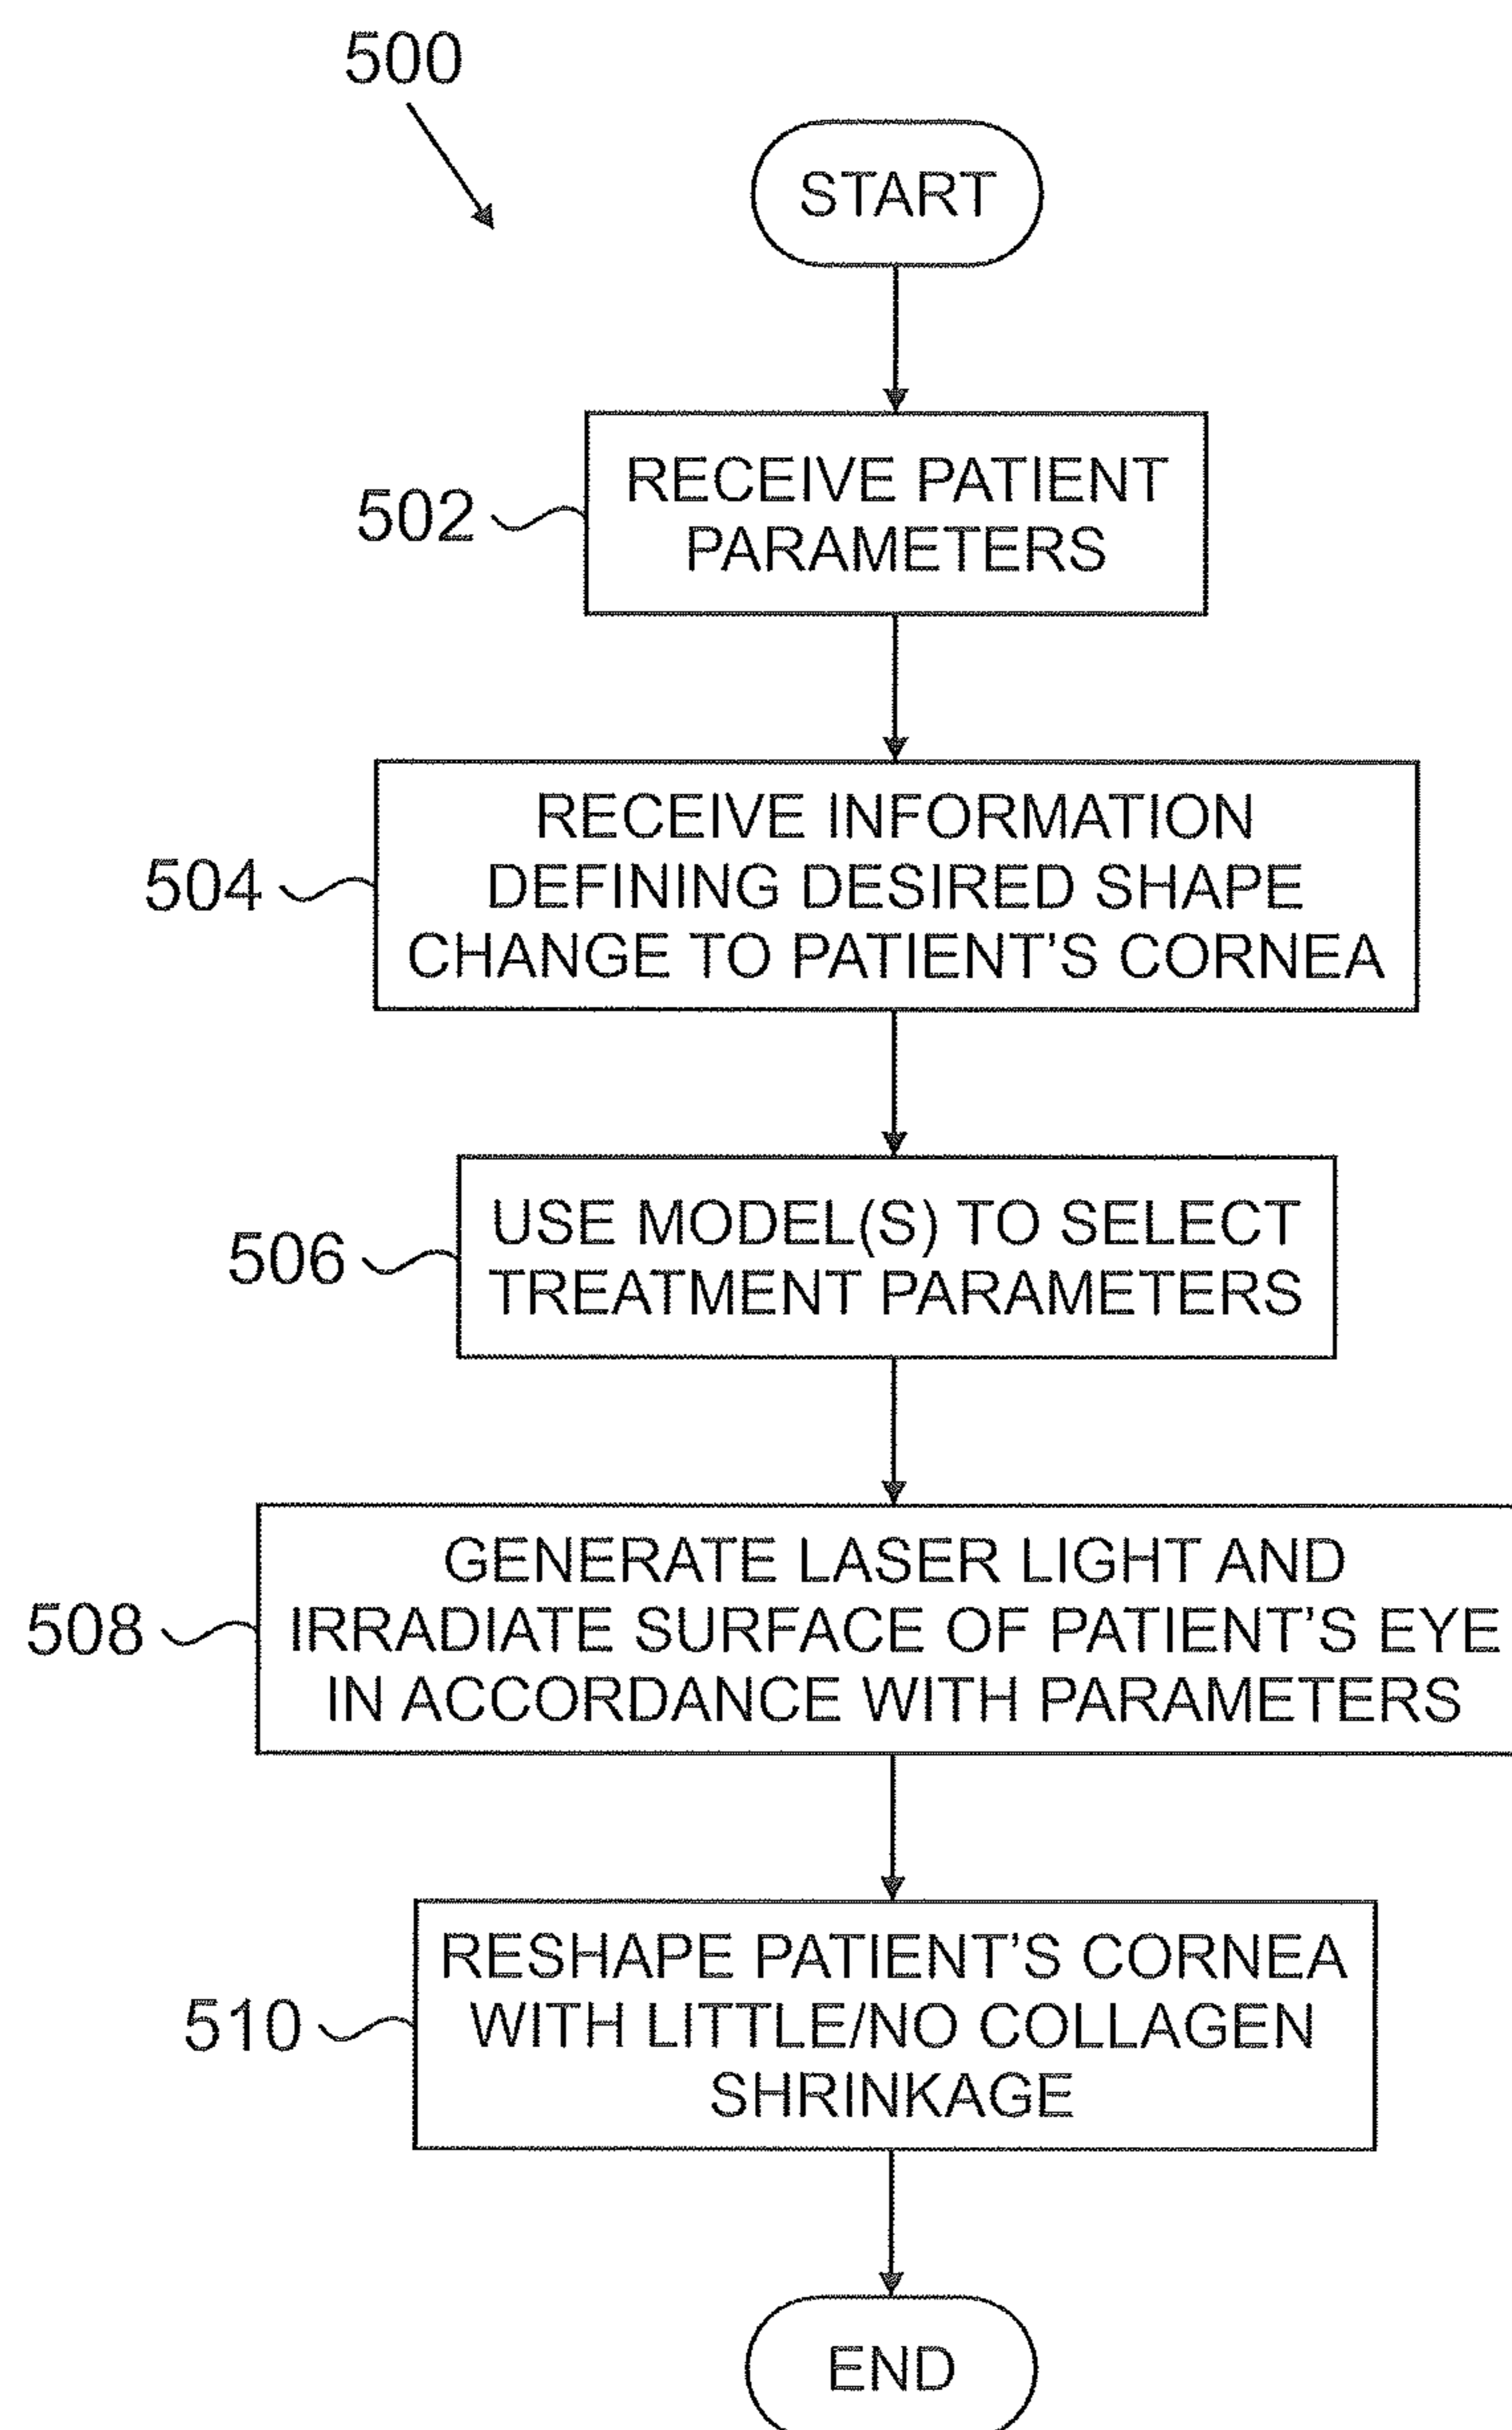 500
START
502
RECEIVE PATIENT
PARAMETERS
504
RECEIVE INFORMATION
DEFINING DESIRED SHAPE
CHANGE TO PATIENT'S CORNEA
506
USE MODEL(S) TO SELECT
TREATMENT PARAMETERS
508
GENERATE LASER LIGHT AND
IRRADIATE SURFACE OF PATIENT'S EYE
IN ACCORDANCE WITH PARAMETERS
510
RESHAPE PATIENT'S CORNEA
WITH LITTLE/NO COLLAGEN
SHRINKAGE
END